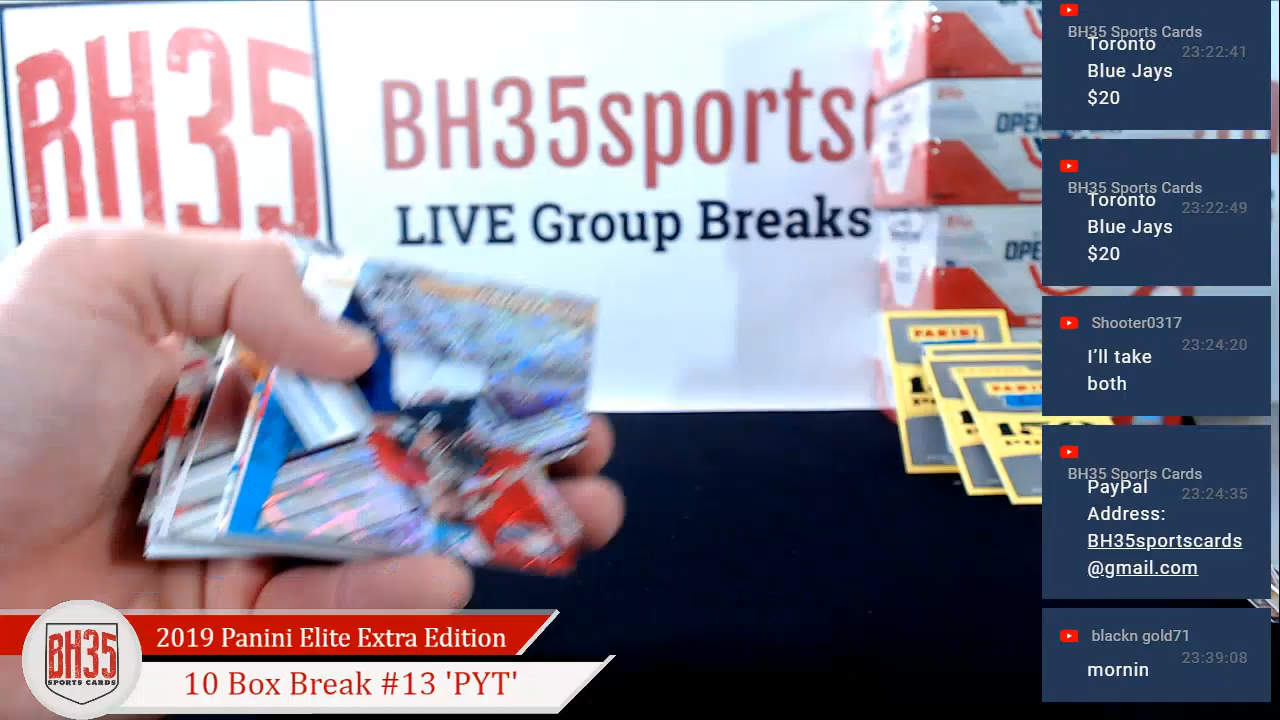 BH35
BH35sports
LIVE Group Breaks
OPEN
OPE
PANINI
BH35 Sports Cards
Toronto
Blue Jays
$20
23:22:41
BH35 Sports Cards
Toronto
Blue Jays
$20
23:22:49
Shooter0317
I'll take
both
23:24:20
BH35 Sports Cards
PayPal
Address:
BH35sportscards
@gmail.com
23:24:35
blackn gold71
mornin
23:39:08
BH35
SPORTS CARDS
2019 Panini Elite Extra Edition
10 Box Break #13 'PYT'